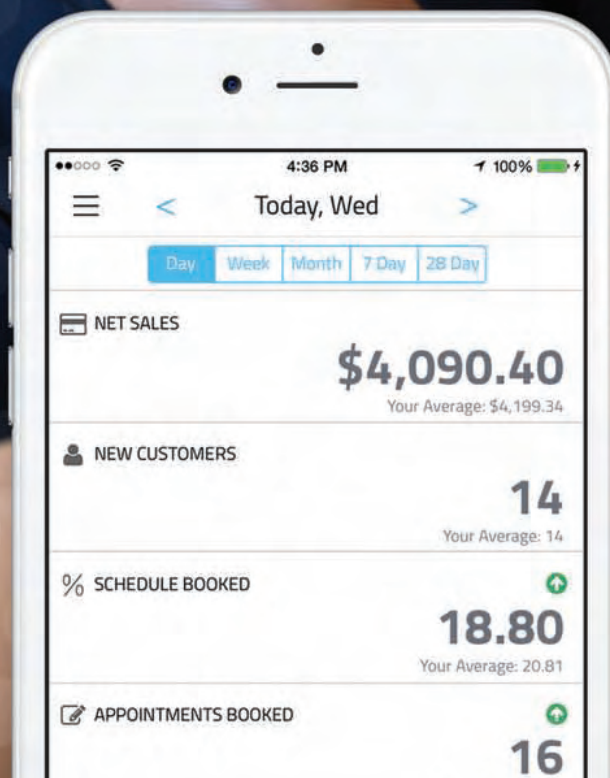 4:36 PM
100%
Today, Wed
Day Week Month 7 Day 28 Day
NET SALES
$4,090.40
Your Average: $4,199.34
NEW CUSTOMERS
14
Your Average: 14
% SCHEDULE BOOKED
18.80
Your Average: 20.81
APPOINTMENTS BOOKED
16